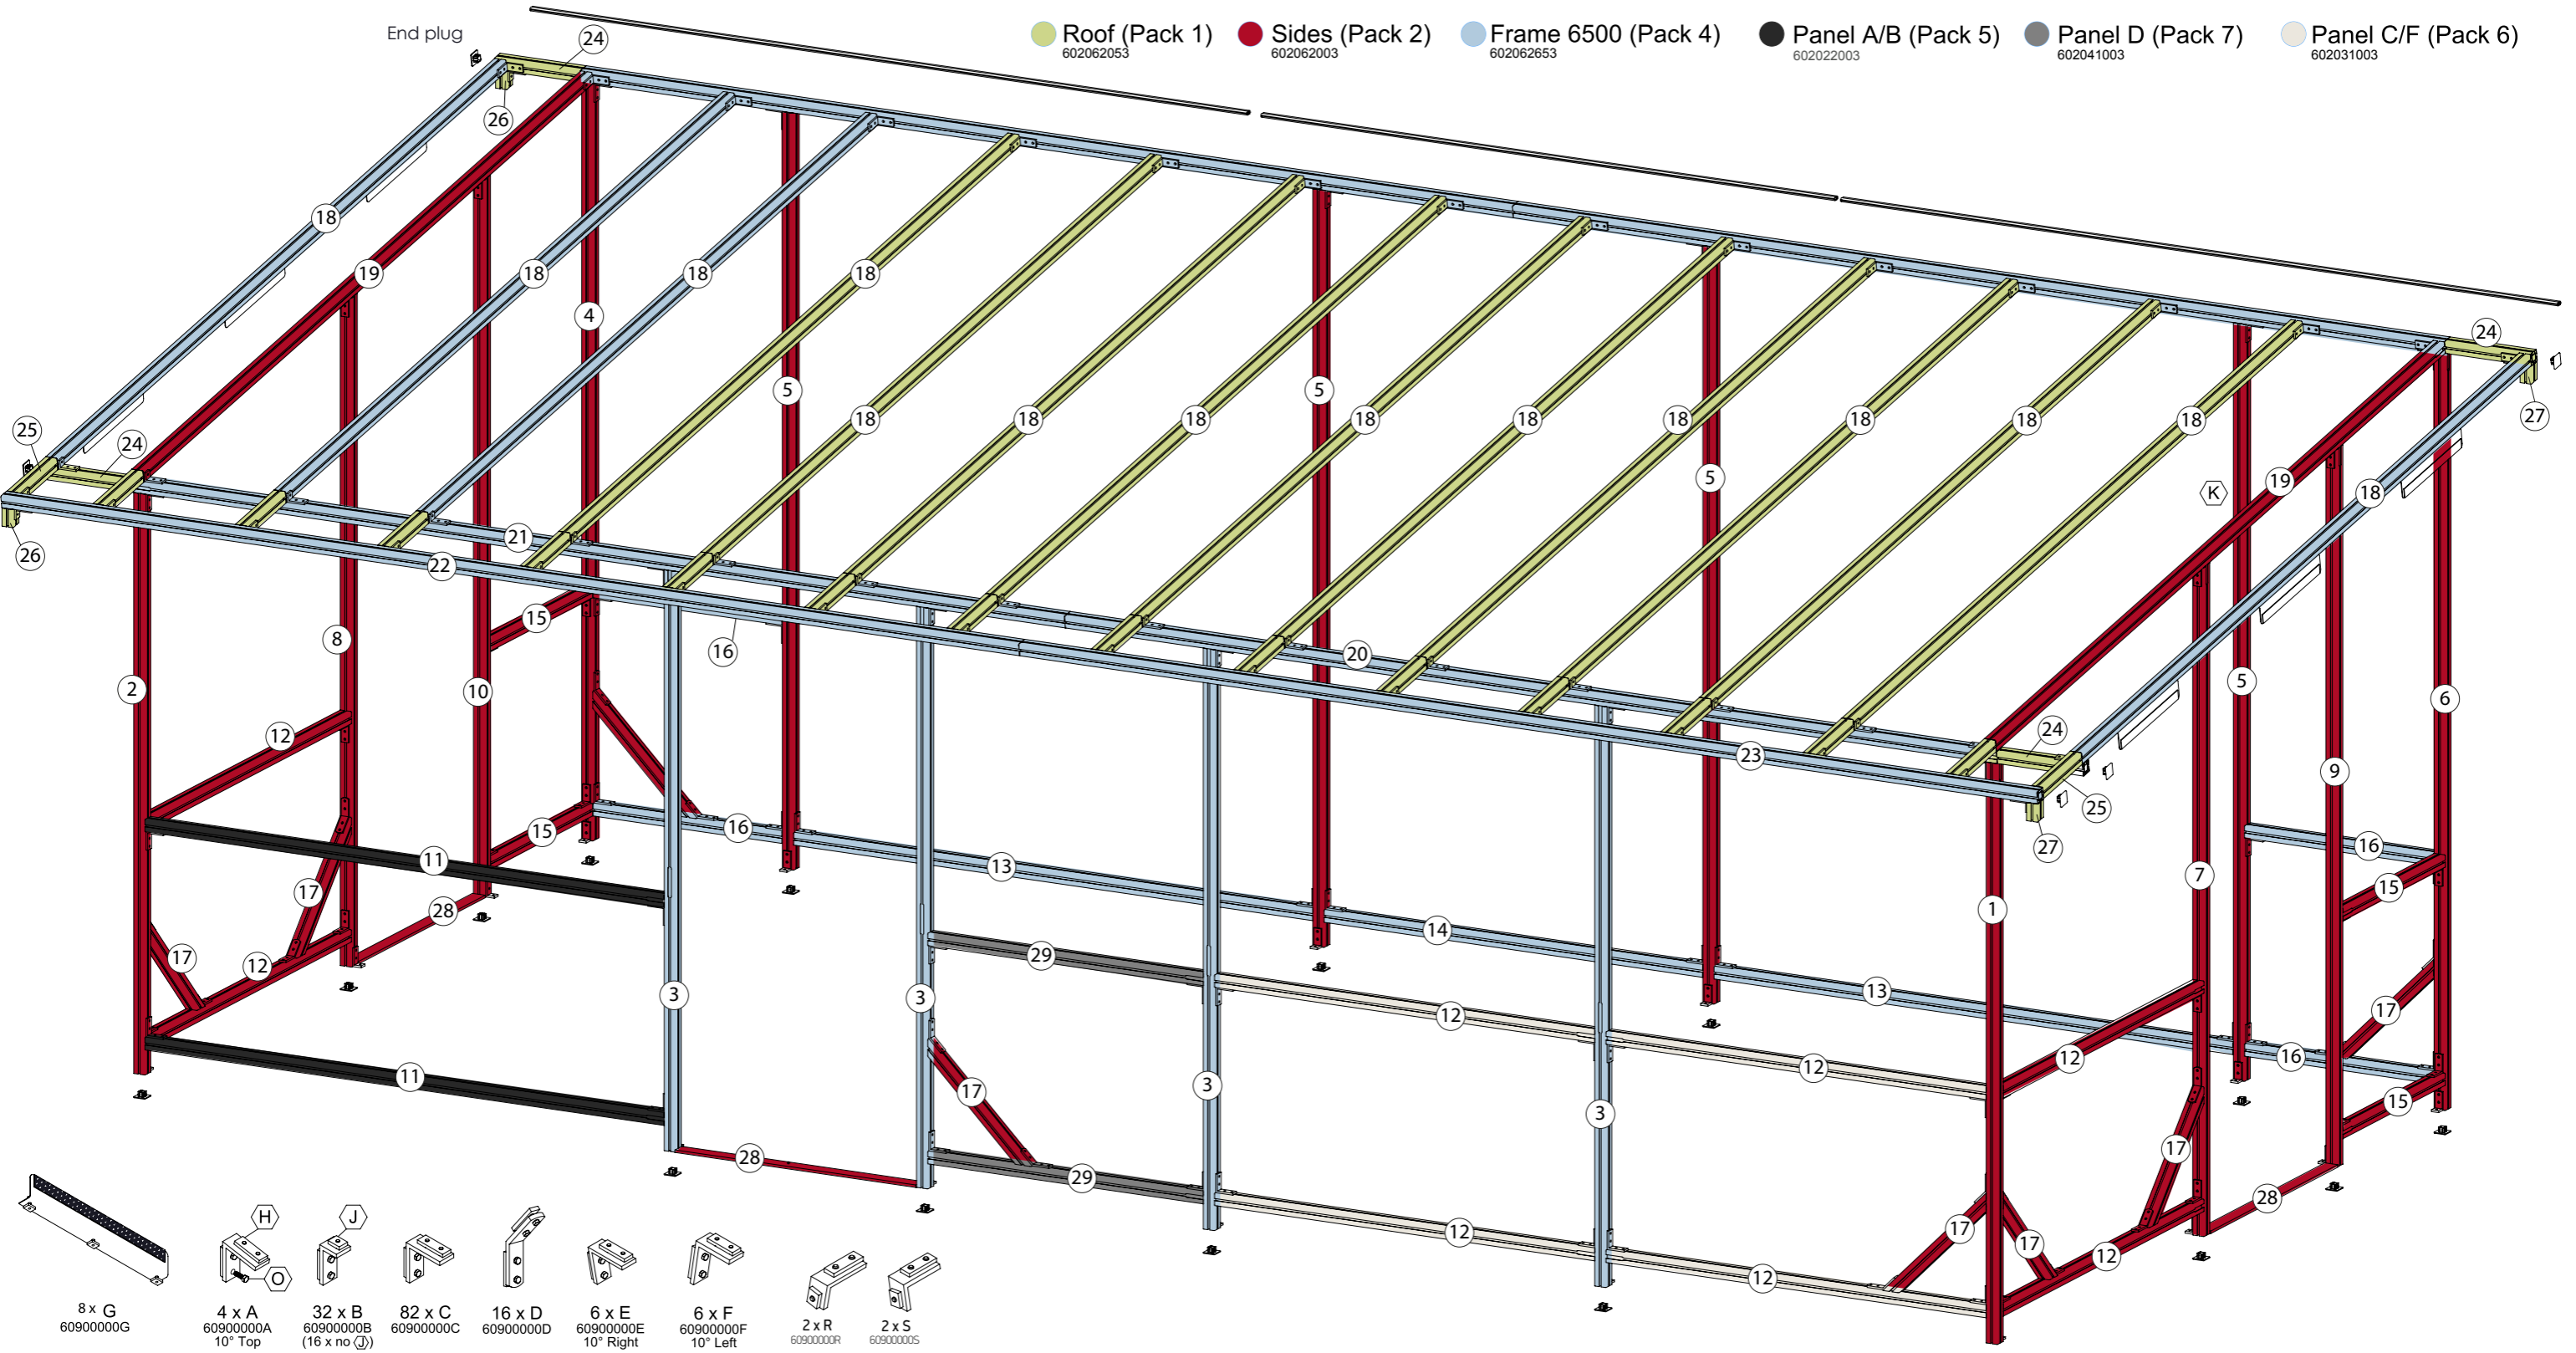 End plug
Roof (Pack 1)
602062053
Sides (Pack 2)
602062003
Frame 6500 (Pack 4)
602062653
Panel A/B (Pack 5)
602022003
Panel D (Pack 7)
602041003
Panel C/F (Pack 6)
602031003
24
26
18
19
18
18
4
18
5
5
18
18
18
18
18
18
18
18
18
5
24
27
25
24
26
22
21
16
15
8
2
10
12
20
23
K
19
18
5
6
9
24
25
27
16
15
7
1
11
17
17
12
28
15
16
13
14
13
16
15
17
17
28
3
3
3
3
29
29
17
12
12
12
12
12
12
17
17
11
28
H
J
O
8 x G
60900000G
4 x A
60900000A
10° Top
32 x B
60900000B
(16 x no J)
82 x C
60900000C
16 x D
60900000D
6 x E
60900000E
10° Right
6 x F
60900000F
10° Left
2 x R
60900000R
2 x S
60900000S